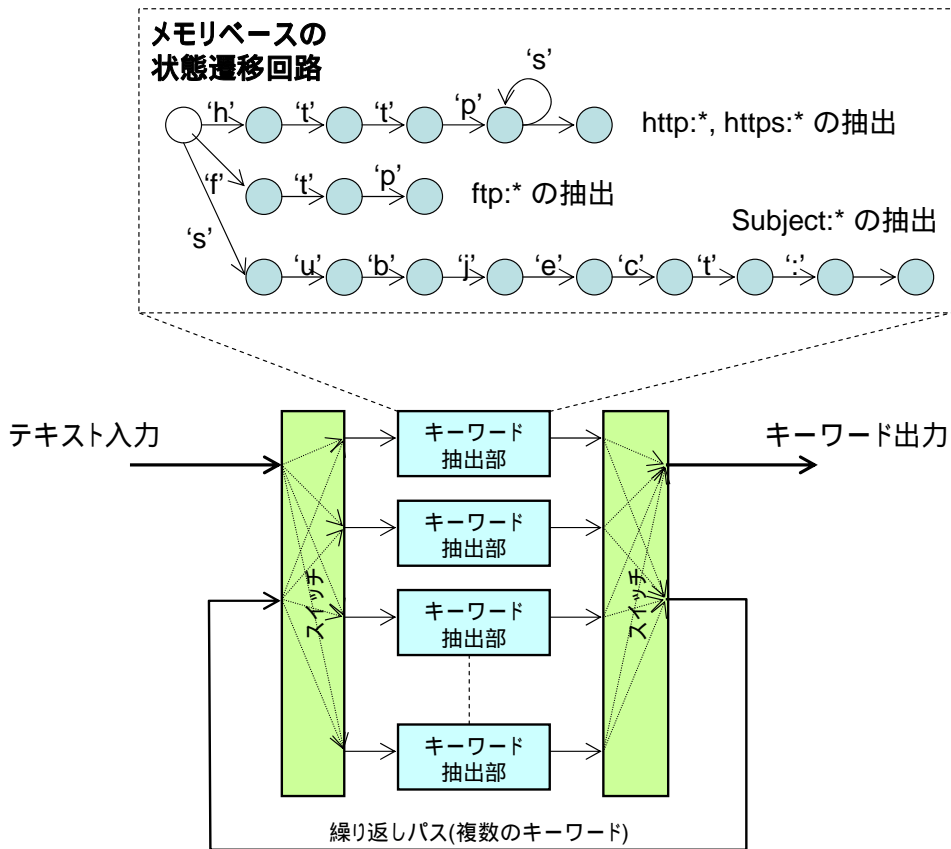 メモリベースの
状態遷移回路
‘h’ ‘t’ ‘t’ ‘p’ ‘s’
http:*, https:* の抽出
‘f’ ‘t’ ‘p’
ftp:* の抽出
Subject:* の抽出
‘s’ ‘u’ ‘b’ ‘j’ ‘e’ ‘c’ ‘t’ ‘:’
テキスト入力
キーワード
抽出部
キーワード出力
キーワード
抽出部
スイッチ
キーワード
抽出部
スイッチ
キーワード
抽出部
繰り返しパス(複数のキーワード)